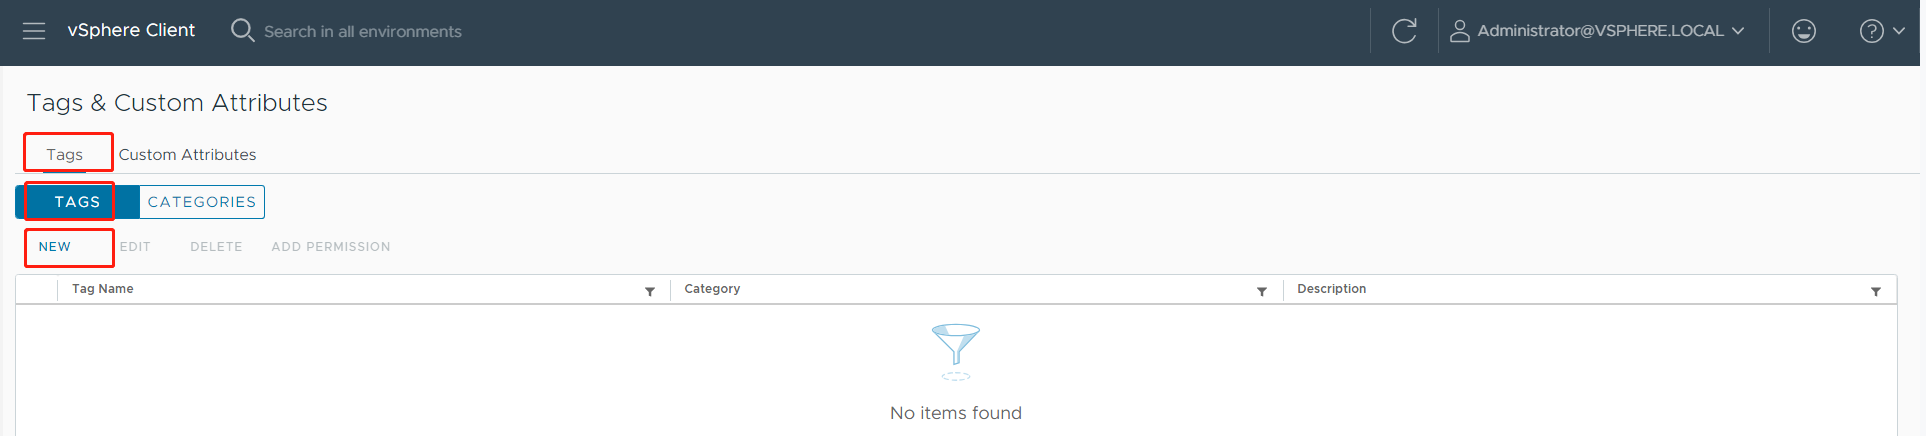 vSphere Client Search in all environments Administrator@VSPHERE.LOCAL ?
Tags & Custom Attributes
Tags Custom Attributes
TAGS CATEGORIES
NEW EDIT DELETE ADD PERMISSION
Tag Name Category Description
No items found